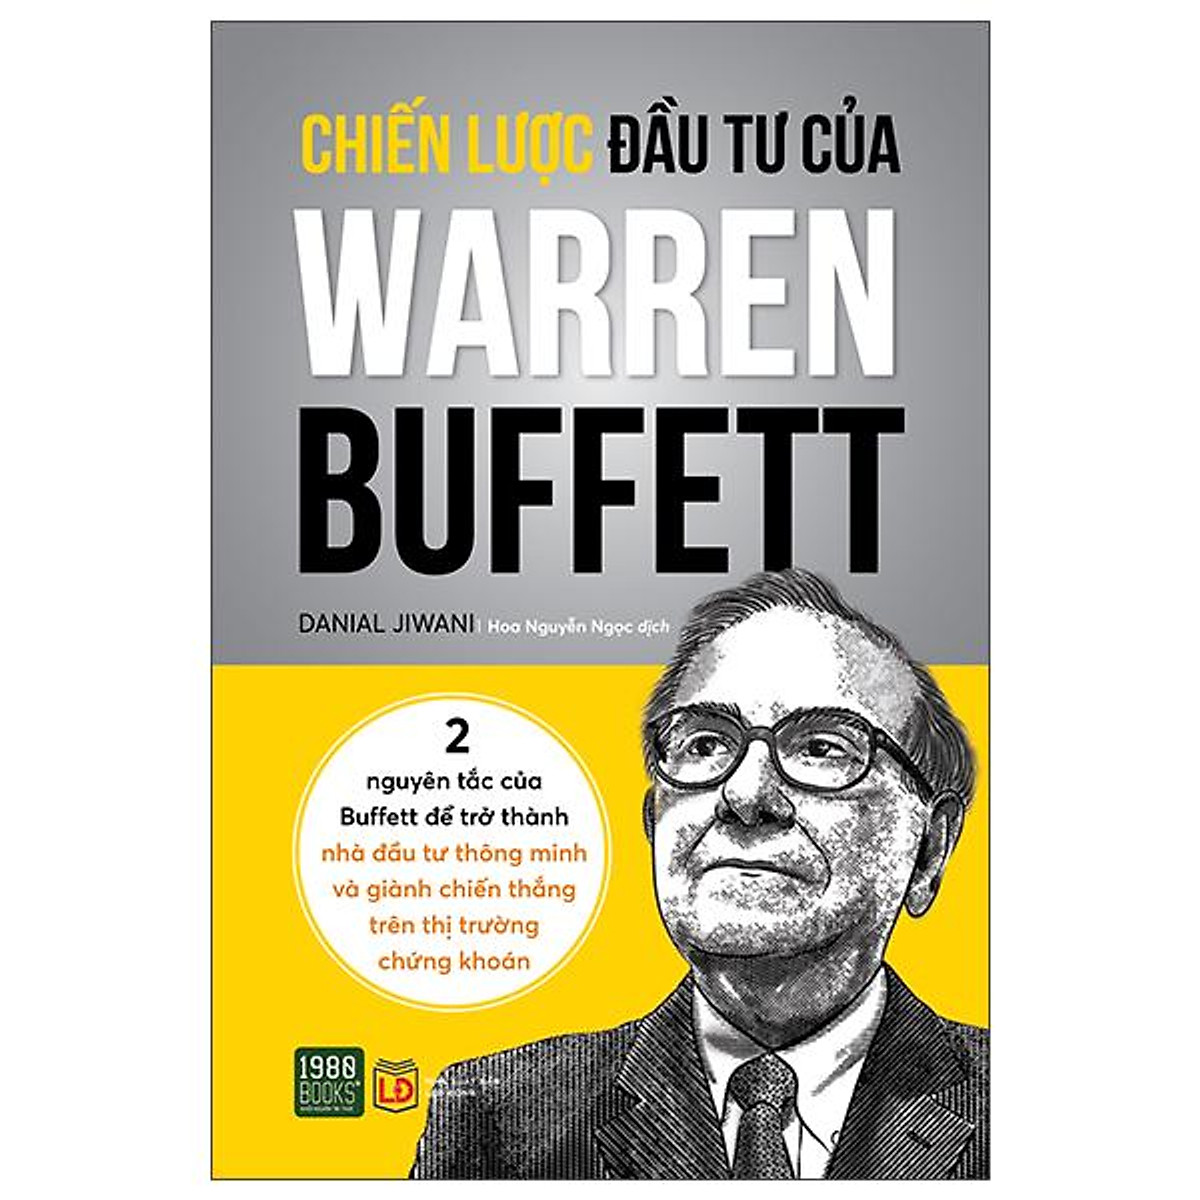 CHIẾN LƯỢC ĐẦU TƯ CỦA
WARREN
BUFFETT
DANIAL JIWANI | Hoa Nguyễn Ngọc dịch
2
nguyên tắc của
Buffett để trở thành
nhà đầu tư thông minh
và giành chiến thắng
trên thị trường
chứng khoán
1980
BOOKS
LĐ